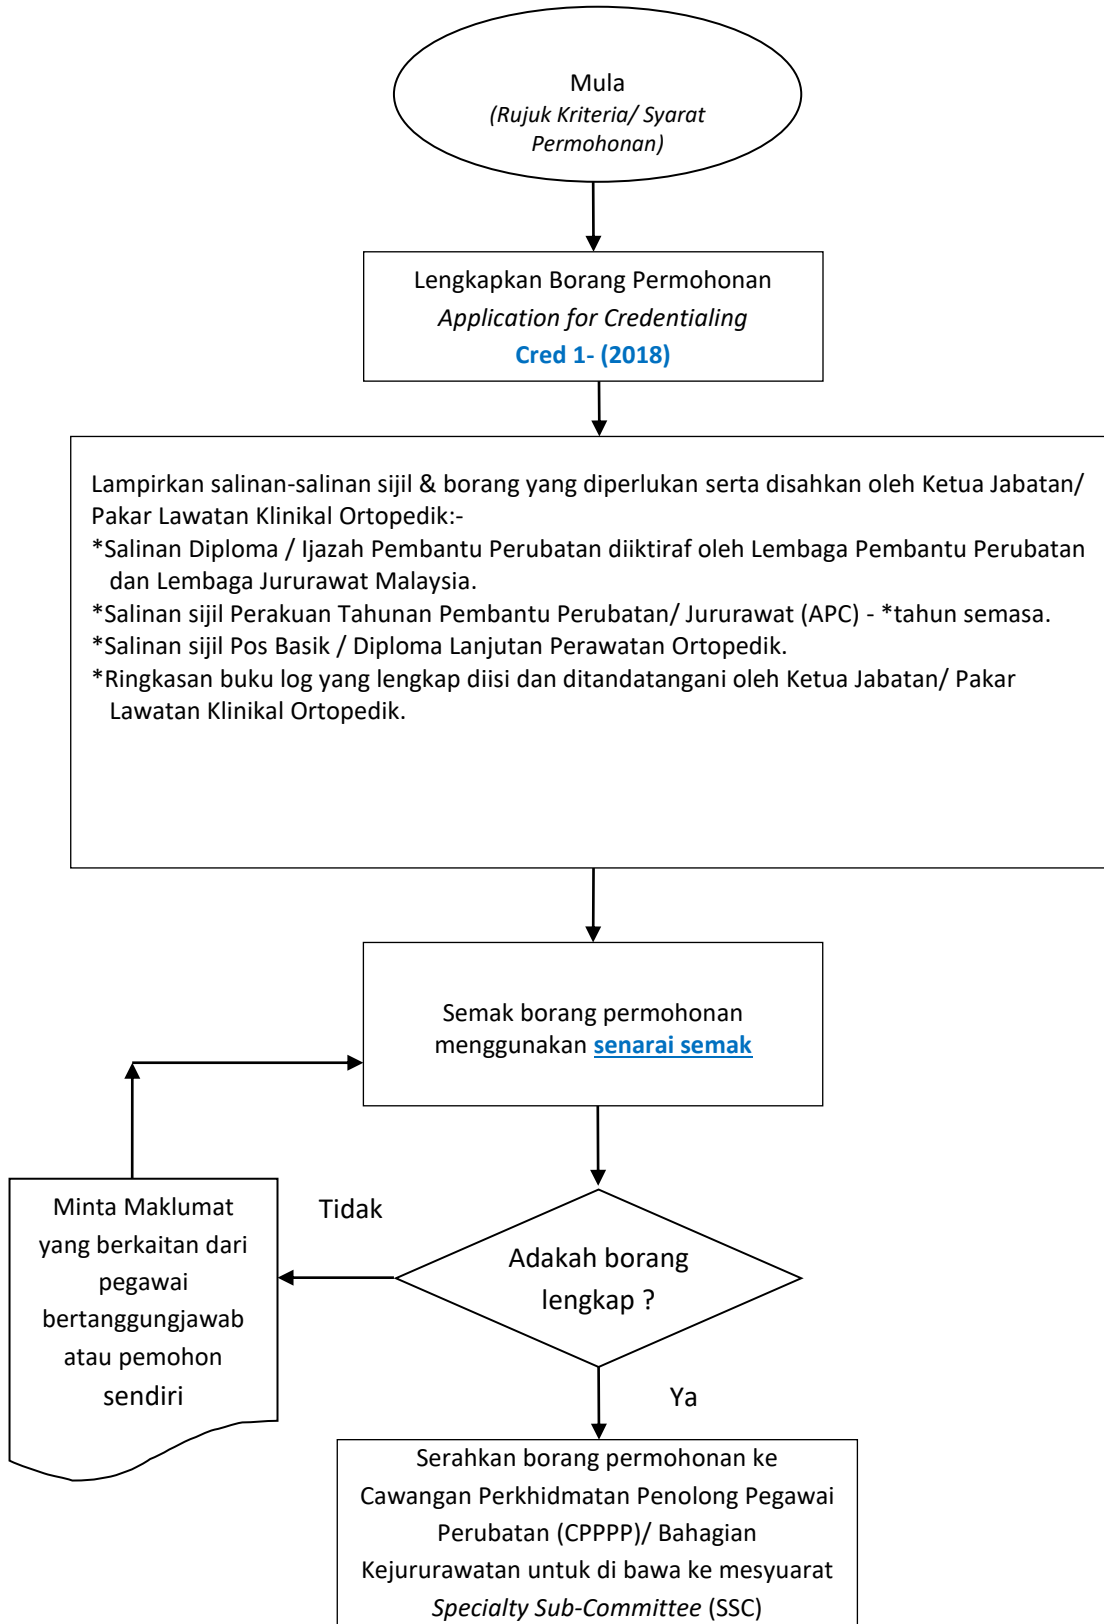 Mula
(Rujuk Kriteria/ Syarat
Permohonan)
Lengkapkan Borang Permohonan
Application for Credentialing
Cred 1- (2018)
Lampirkan salinan-salinan sijil & borang yang diperlukan serta disahkan oleh Ketua Jabatan/
Pakar Lawatan Klinikal Ortopedik:-
*Salinan Diploma / Ijazah Pembantu Perubatan diiktiraf oleh Lembaga Pembantu Perubatan
dan Lembaga Jururawat Malaysia.
*Salinan sijil Perakuan Tahunan Pembantu Perubatan/ Jururawat (APC) - *tahun semasa.
*Salinan sijil Pos Basik / Diploma Lanjutan Perawatan Ortopedik.
*Ringkasan buku log yang lengkap diisi dan ditandatangani oleh Ketua Jabatan/ Pakar
Lawatan Klinikal Ortopedik.
Semak borang permohonan
menggunakan senarai semak
Minta Maklumat
yang berkaitan dari
pegawai
bertanggungjawab
atau pemohon
sendiri
Tidak
Adakah borang
lengkap ?
Ya
Serahkan borang permohonan ke
Cawangan Perkhidmatan Penolong Pegawai
Perubatan (CPPPP)/ Bahagian
Kejururawatan untuk di bawa ke mesyuarat
Specialty Sub-Committee (SSC)